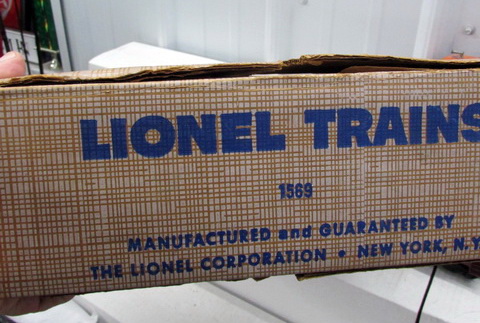 LIONEL TRAINS
1569
MANUFACTURED and GUARANTEED BY
THE LIONEL CORPORATION • NEW YORK, N.Y.